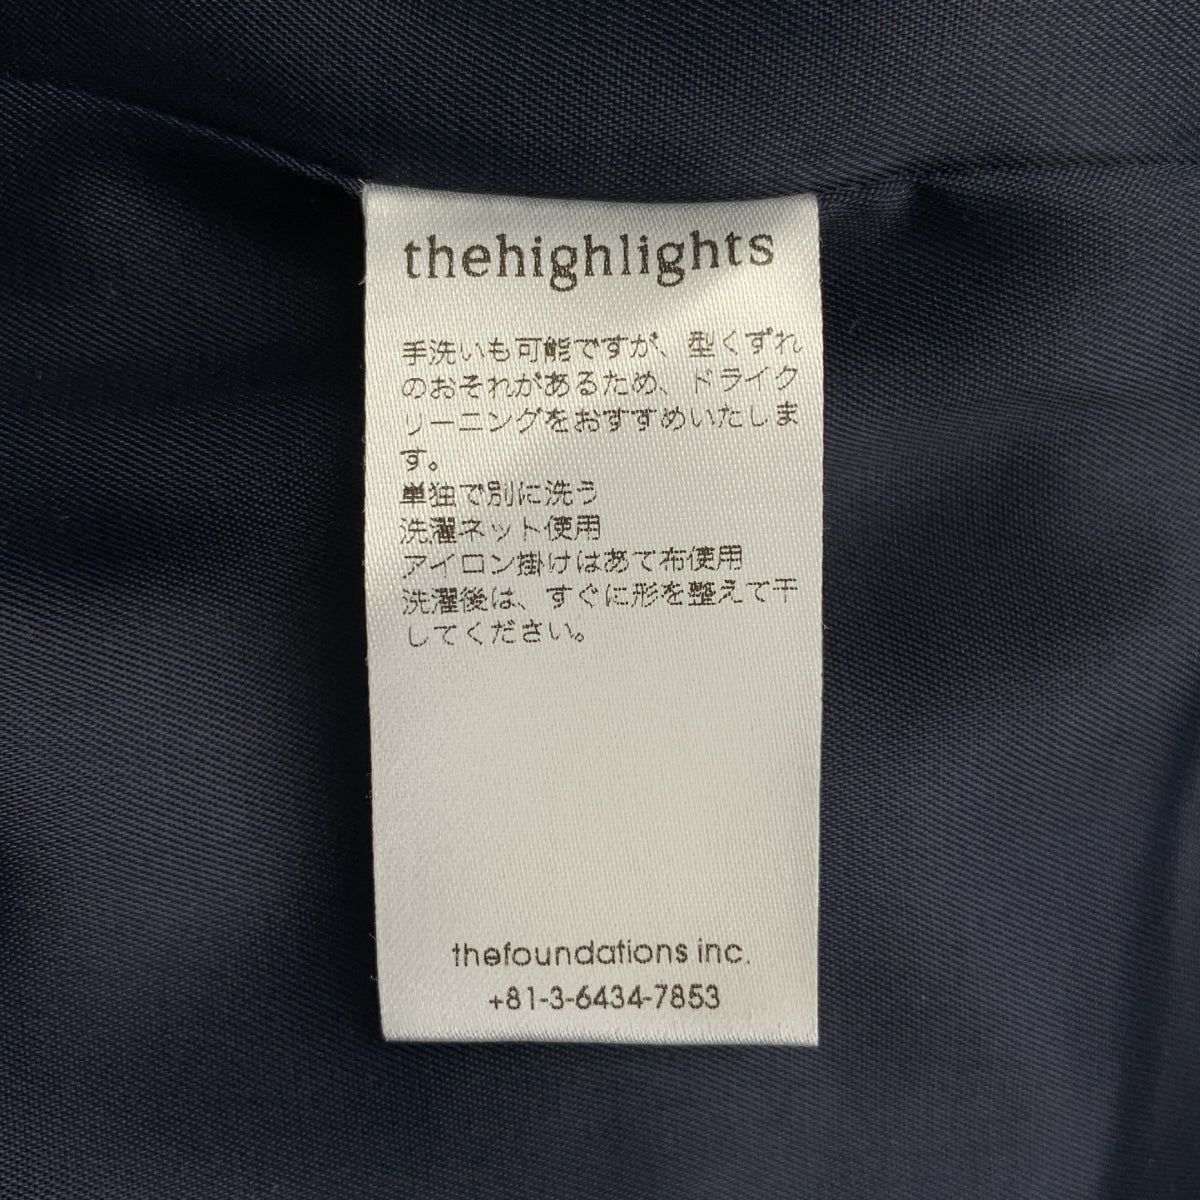 thehighlights
手洗いも可能ですが、型くずれ
のおそれがあるため、ドライク
リーニングをおすすめいたしま
す。
単独で別に洗う
洗濯ネット使用
アイロン掛けはあて布使用
洗濯後は、すぐに形を整えて干
してください。
thefoundations inc.
+81-3-6434-7853